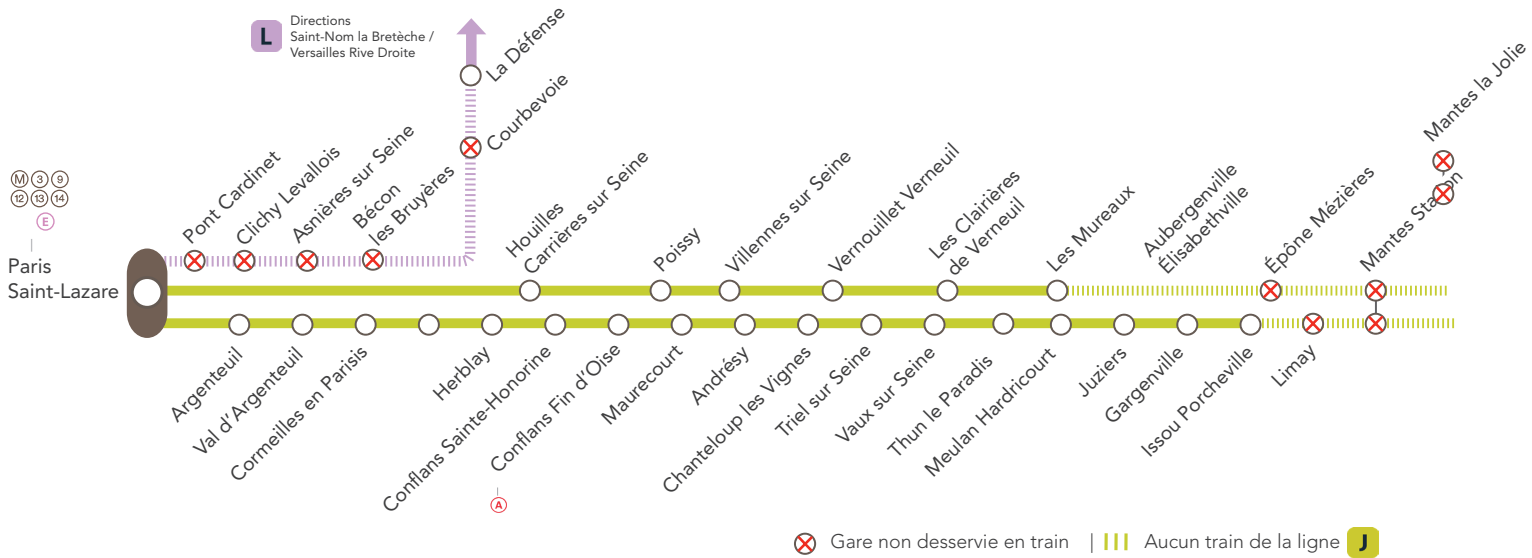 L
Directions
Saint-Nom la Bretèche /
Versailles Rive Droite
La Défense
Courbevoie
M 3 9
12 13 14
E
Paris
Saint-Lazare
Pont Cardinet
Clichy Levallois
Asnières sur Seine
Bécon
les Bruyères
Houilles
Carrières sur Seine
Poissy
Villennes sur Seine
Vernouillet Verneuil
Les Clairières
de Verneuil
Les Mureaux
Aubergenville
Élisabethville
Épône Mézières
Mantes Station
Mantes la Jolie
Argenteuil
Val d'Argenteuil
Cormeilles en Parisis
Herblay
Conflans Sainte-Honorine
Conflans Fin d'Oise
A
Maurecourt
Andrésy
Chanteloup les Vignes
Triel sur Seine
Vaux sur Seine
Thun le Paradis
Meulan Hardricourt
Juziers
Gargenville
Issou Porcheville
Limay
Gare non desservie en train | Aucun train de la ligne J